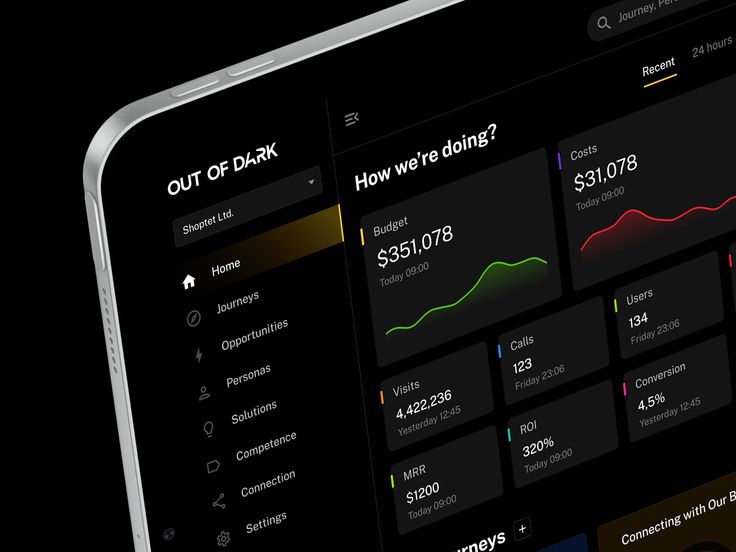 Journey,
Recent
24 hours
OUT OF DARK
Shoptet Ltd.
Home
Journeys
Opportunities
Personas
Solutions
Competence
Connection
Settings
How we're doing?
Budget
$351,078
Today 09:00
Costs
$31,078
Today 09:00
Visits
4,422,236
Yesterday 12:45
Calls
123
Friday 23:06
Users
134
Friday 23:06
MRR
$1200
Today 09:00
ROI
320%
Today 09:00
Conversion
4,5%
Yesterday 12:45
urneys
+
Connecting with Our B